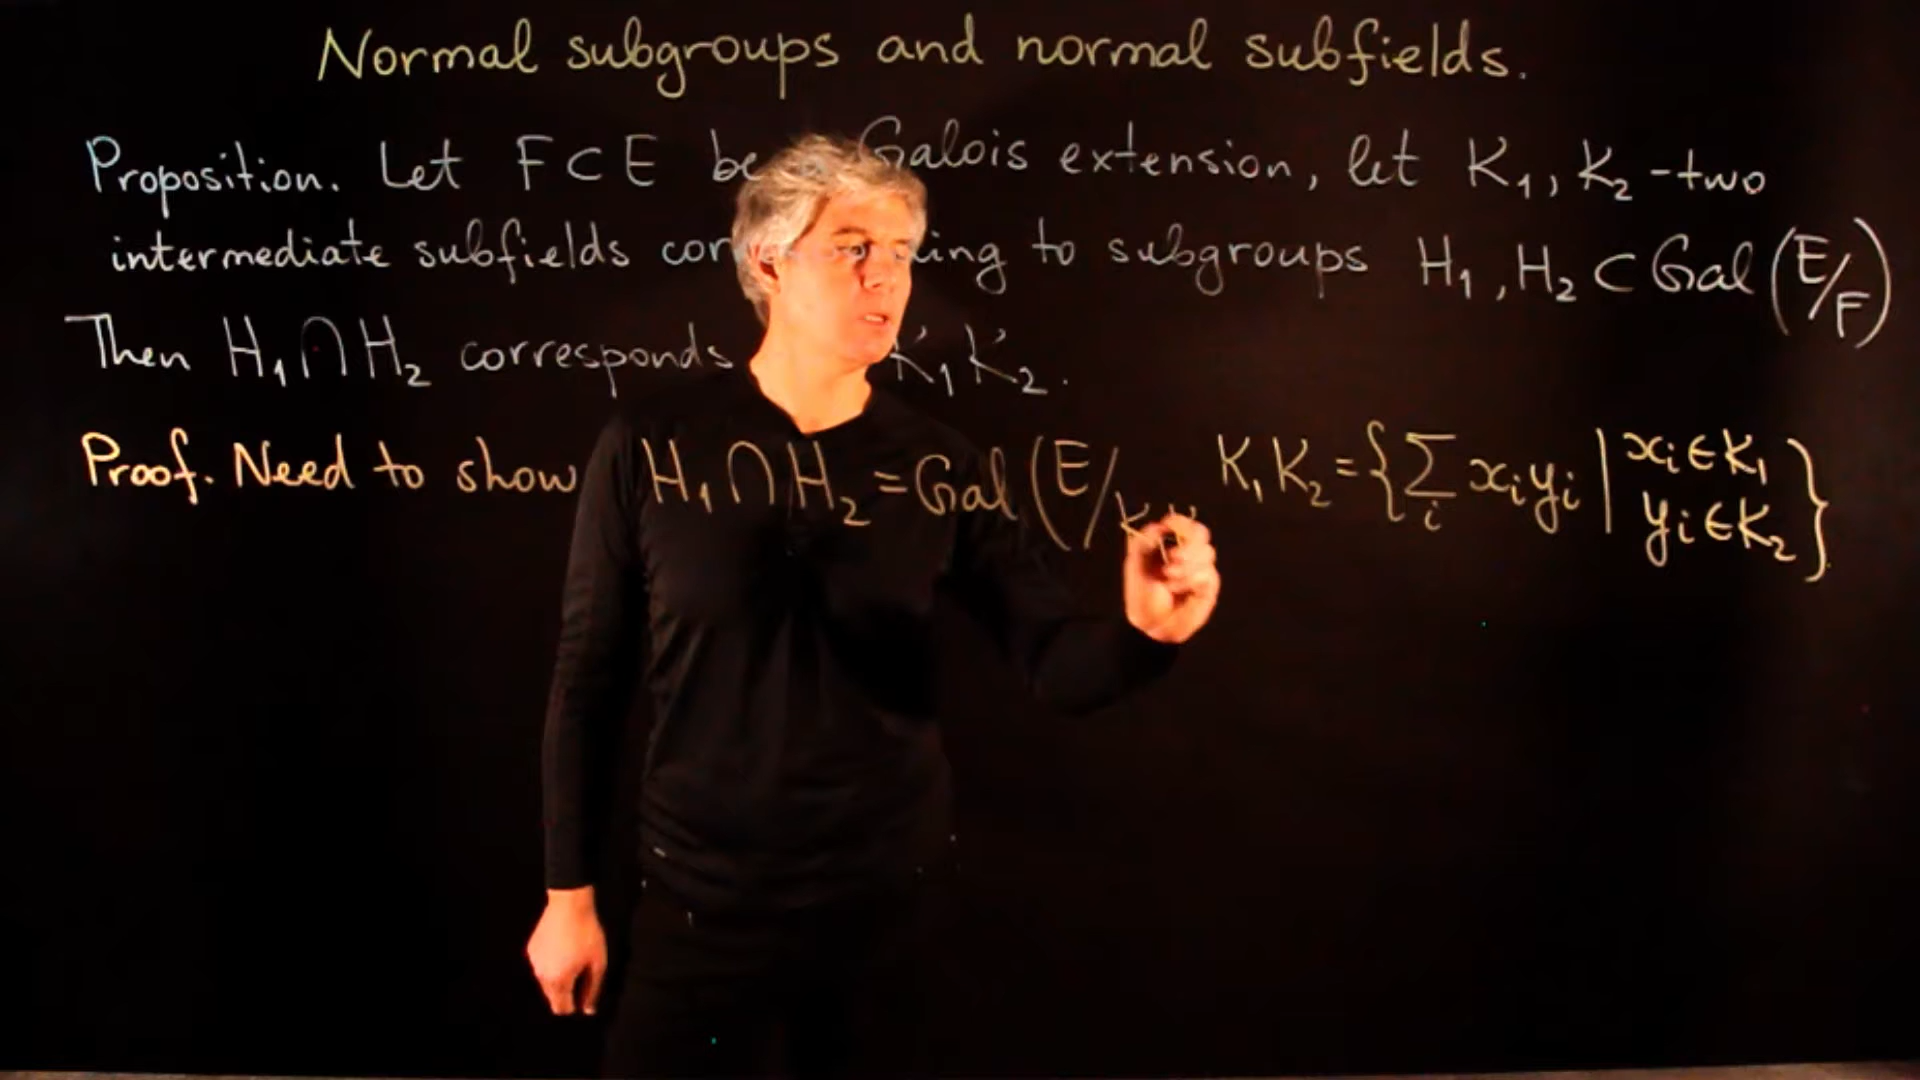 Normal subgroups and normal subfields.
Proposition. Let F ⊂ E be Galois extension, let K₁, K₂ - two
intermediate subfields to subgroups H₁, H₂ ⊂ Gal (E/F)
Then H₁ ∩ H₂ corresponds K₁K₂.
Proof. Need to show H₁ ∩ H₂ = Gal (E/K K₁K₂ = { Σᵢ xᵢyᵢ | xᵢ ∈ K₁ yᵢ ∈ K₂ }.